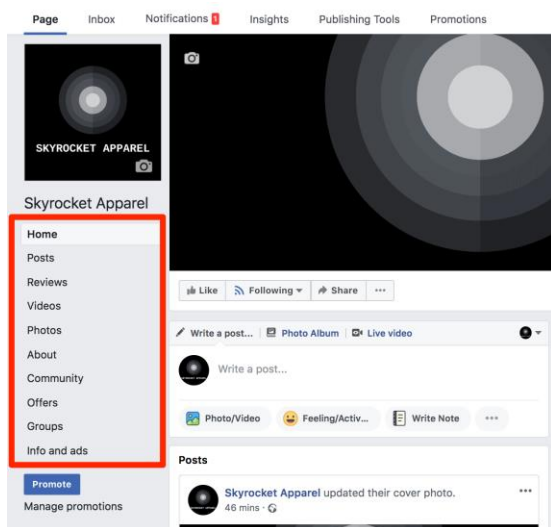 Page Inbox Notifications 1 Insights Publishing Tools Promotions
SKYROCKET APPAREL
Skyrocket Apparel
Home
Posts
Reviews
Videos
Photos
About
Community
Offers
Groups
Info and ads
Promote
Manage promotions
Like Following Share ...
Write a post... Photo Album Live video
Write a post...
Photo/Video Feeling/Activ... Write Note ...
Posts
Skyrocket Apparel updated their cover photo. ...
46 mins ·